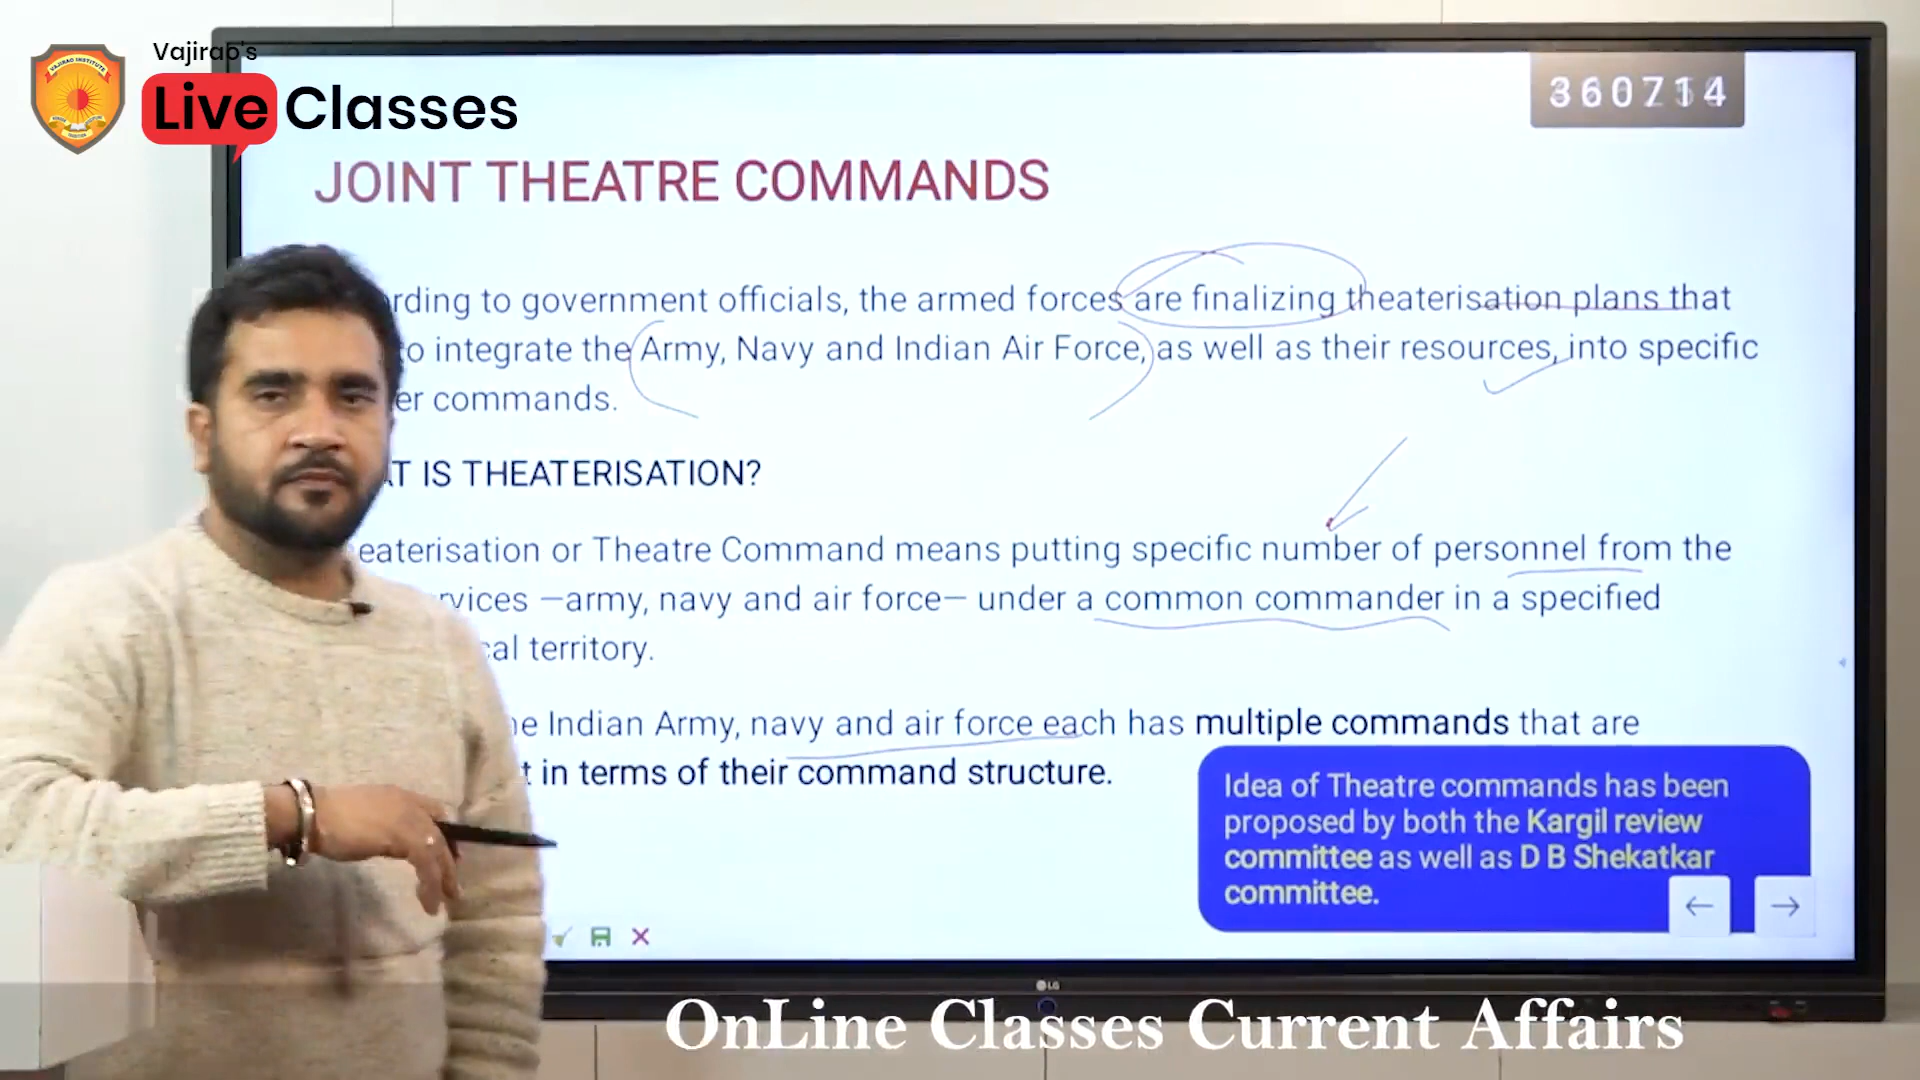 VAJIRAO INSTITUTE
Vajirao's
Live Classes
JOINT THEATRE COMMANDS
rding to government officials, the armed forces are finalizing theaterisation plans that
o integrate the Army, Navy and Indian Air Force, as well as their resources, into specific
er commands.
T IS THEATERISATION?
eaterisation or Theatre Command means putting specific number of personnel from the
rvices —army, navy and air force— under a common commander in a specified
cal territory.
e Indian Army, navy and air force each has multiple commands that are
t in terms of their command structure.
Idea of Theatre commands has been
proposed by both the Kargil review
committee as well as D B Shekatkar
committee.
LG
OnLine Classes Current Affairs